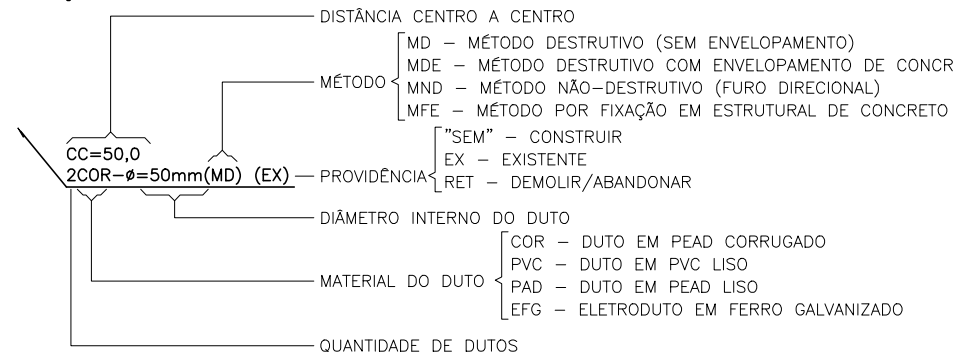 DISTÂNCIA CENTRO A CENTRO
MÉTODO
MD – MÉTODO DESTRUTIVO (SEM ENVELOPAMENTO)
MDE – MÉTODO DESTRUTIVO COM ENVELOPAMENTO DE CONCR
MND – MÉTODO NÃO-DESTRUTIVO (FURO DIRECIONAL)
MFE – MÉTODO POR FIXAÇÃO EM ESTRUTURAL DE CONCRETO
CC=50,0
2COR-ø=50mm(MD) (EX)
PROVIDÊNCIA
"SEM" – CONSTRUIR
EX – EXISTENTE
RET – DEMOLIR/ABANDONAR
DIÂMETRO INTERNO DO DUTO
MATERIAL DO DUTO
COR – DUTO EM PEAD CORRUGADO
PVC – DUTO EM PVC LISO
PAD – DUTO EM PEAD LISO
EFG – ELETRODUTO EM FERRO GALVANIZADO
QUANTIDADE DE DUTOS